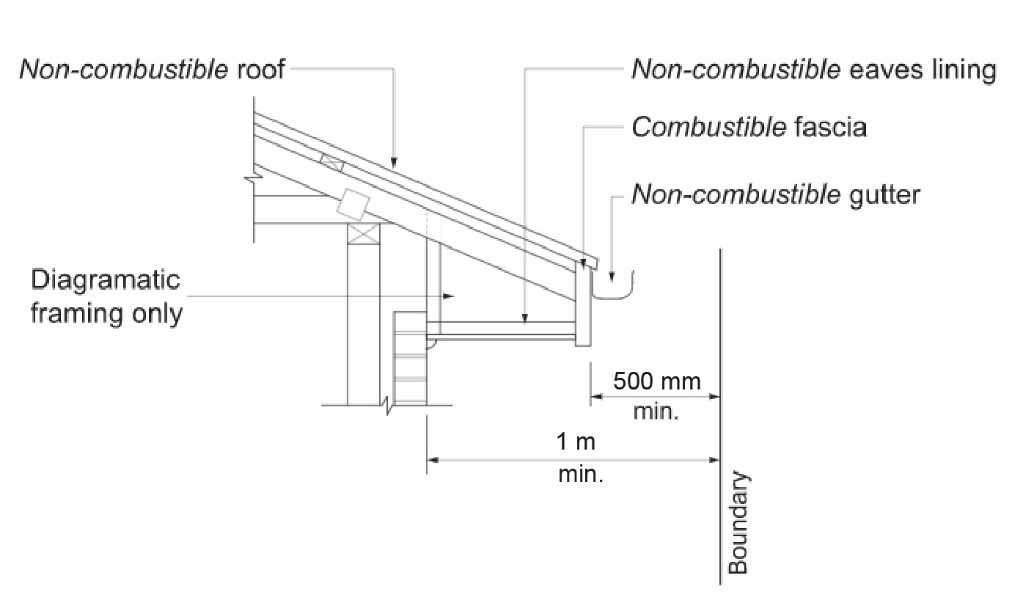 Non-combustible roof
Non-combustible eaves lining
Combustible fascia
Non-combustible gutter
Diagramatic
framing only
500 mm
min.
1 m
min.
Boundary